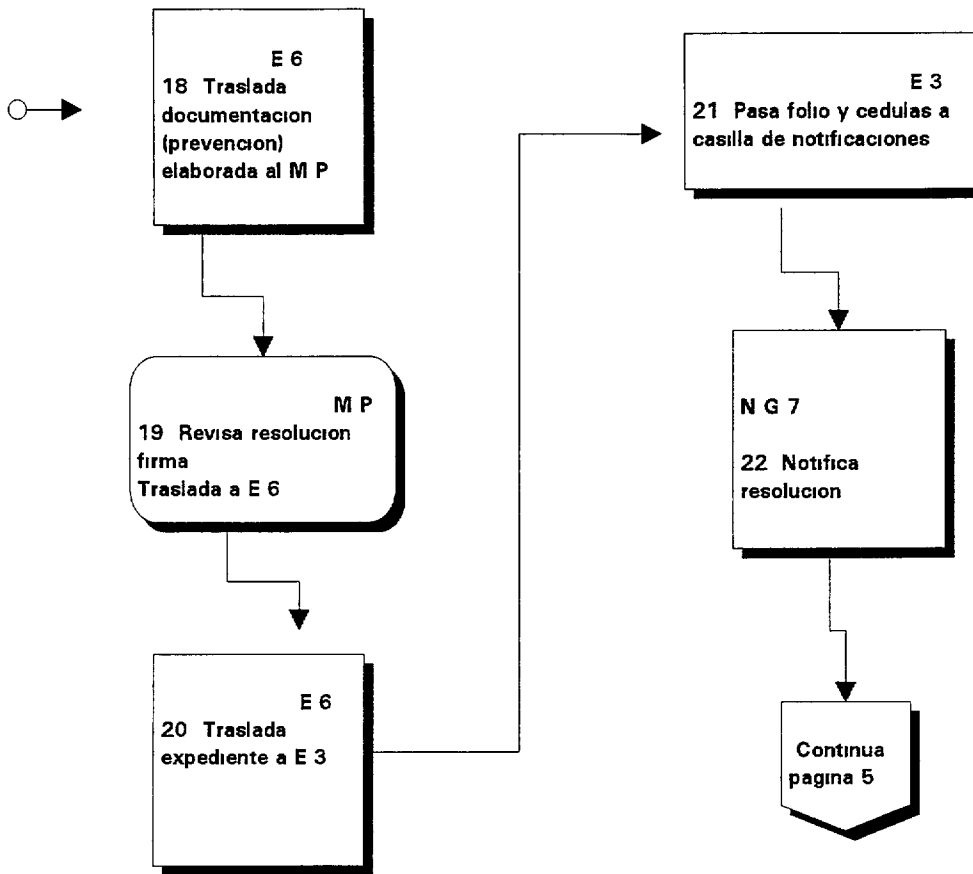 E 6
18 Traslada
documentacion
(prevencion)
elaborada al M P
M P
19 Revisa resolucion
firma
Traslada a E 6
E 6
20 Traslada
expediente a E 3
E 3
21 Pasa folio y cedulas a
casilla de notificaciones
N G 7
22 Notifica
resolucion
Continua
pagina 5